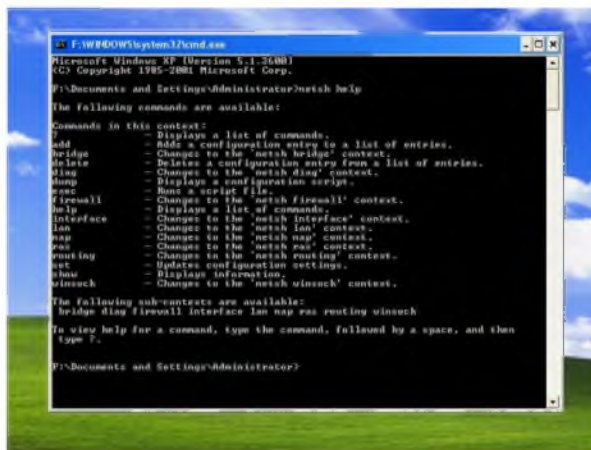 F:\WINDOWS\system32\cmd.exe
Microsoft Windows XP [Version 5.1.2600]
(C) Copyright 1985-2001 Microsoft Corp.
F:\Documents and Settings\Administrator>netsh help
The following commands are available:
Commands in this context:
? - Displays a list of commands.
add - Adds a configuration entry to a list of entries.
bridge - Changes to the 'netsh bridge' context.
delete - Deletes a configuration entry from a list of entries.
diag - Changes to the 'netsh diag' context.
dump - Displays a configuration script.
exec - Runs a script file.
firewall - Changes to the 'netsh firewall' context.
help - Displays a list of commands.
interface - Changes to the 'netsh interface' context.
lan - Changes to the 'netsh lan' context.
nap - Changes to the 'netsh nap' context.
ras - Changes to the 'netsh ras' context.
routing - Changes to the 'netsh routing' context.
set - Updates configuration settings.
show - Displays information.
winsock - Changes to the 'netsh winsock' context.
The following sub-contexts are available:
bridge diag firewall interface lan nap ras routing winsock
To view help for a command, type the command, followed by a space, and then
type ?.
F:\Documents and Settings\Administrator>